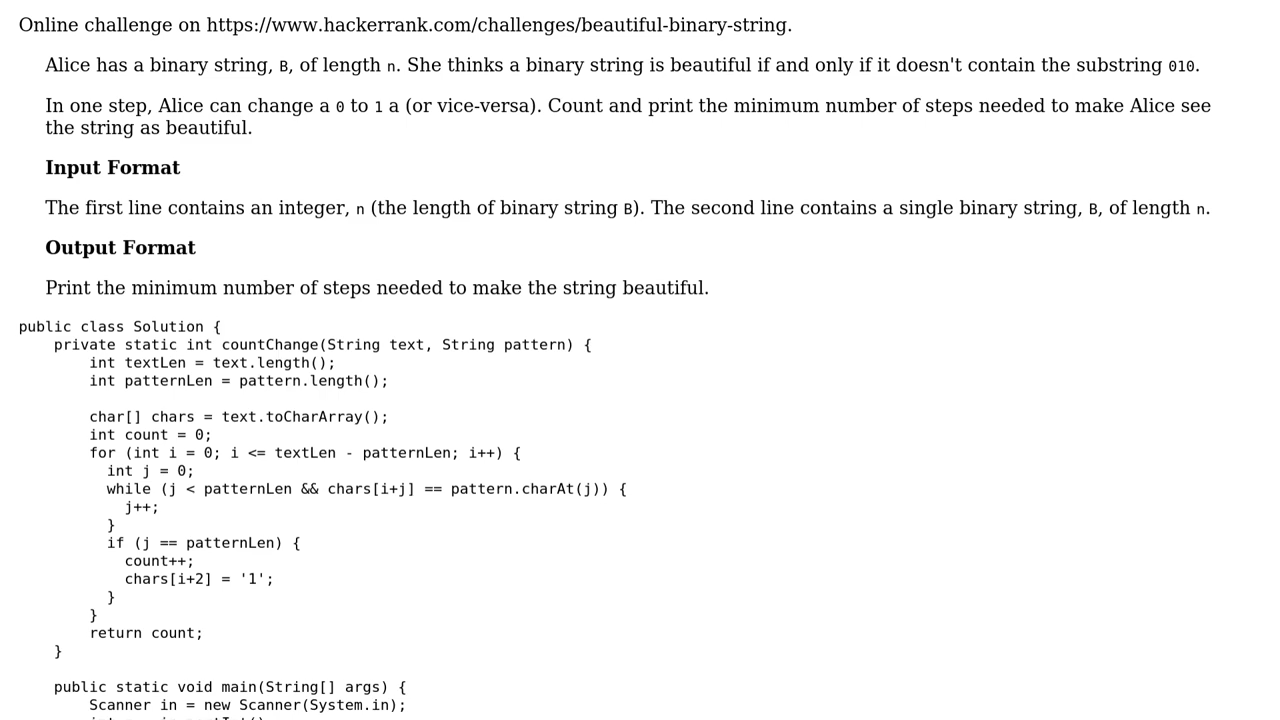 Online challenge on https://www.hackerrank.com/challenges/beautiful-binary-string.
Alice has a binary string, B, of length n. She thinks a binary string is beautiful if and only if it doesn't contain the substring 010.
In one step, Alice can change a 0 to 1 a (or vice-versa). Count and print the minimum number of steps needed to make Alice see
the string as beautiful.
Input Format
The first line contains an integer, n (the length of binary string B). The second line contains a single binary string, B, of length n.
Output Format
Print the minimum number of steps needed to make the string beautiful.
public class Solution {
    private static int countChange(String text, String pattern) {
        int textLen = text.length();
        int patternLen = pattern.length();
        char[] chars = text.toCharArray();
        int count = 0;
        for (int i = 0; i <= textLen - patternLen; i++) {
          int j = 0;
          while (j < patternLen && chars[i+j] == pattern.charAt(j)) {
            j++;
          }
          if (j == patternLen) {
            count++;
            chars[i+2] = '1';
          }
        }
        return count;
    }
    public static void main(String[] args) {
        Scanner in = new Scanner(System.in);